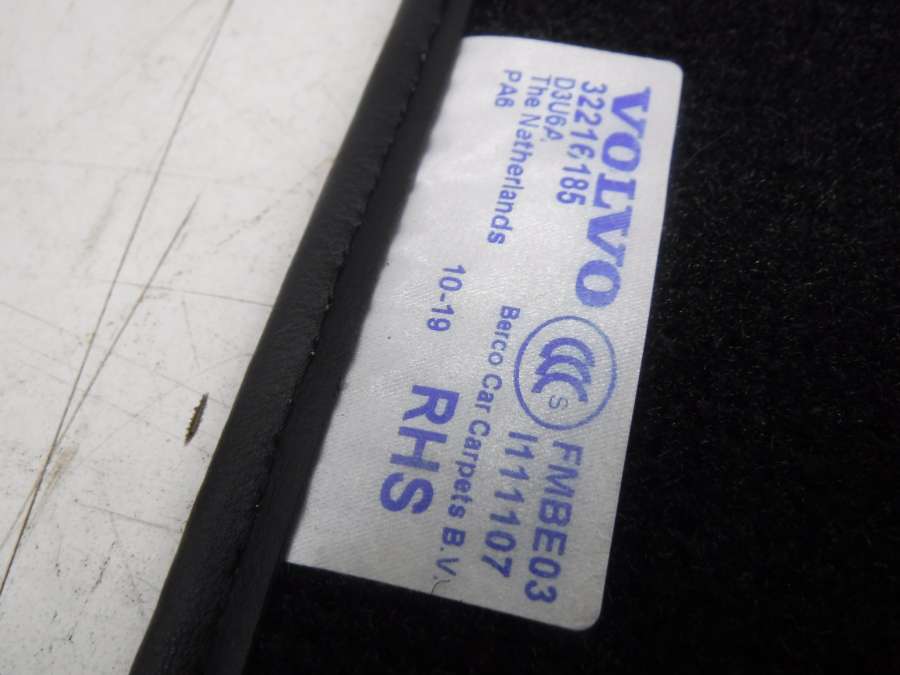 VOLVO
32216185
D3U6A
The Netherlands
PA6
10-19
CCC S
FMBE03
I111107
Berco Car Carpets B.V.
RHS